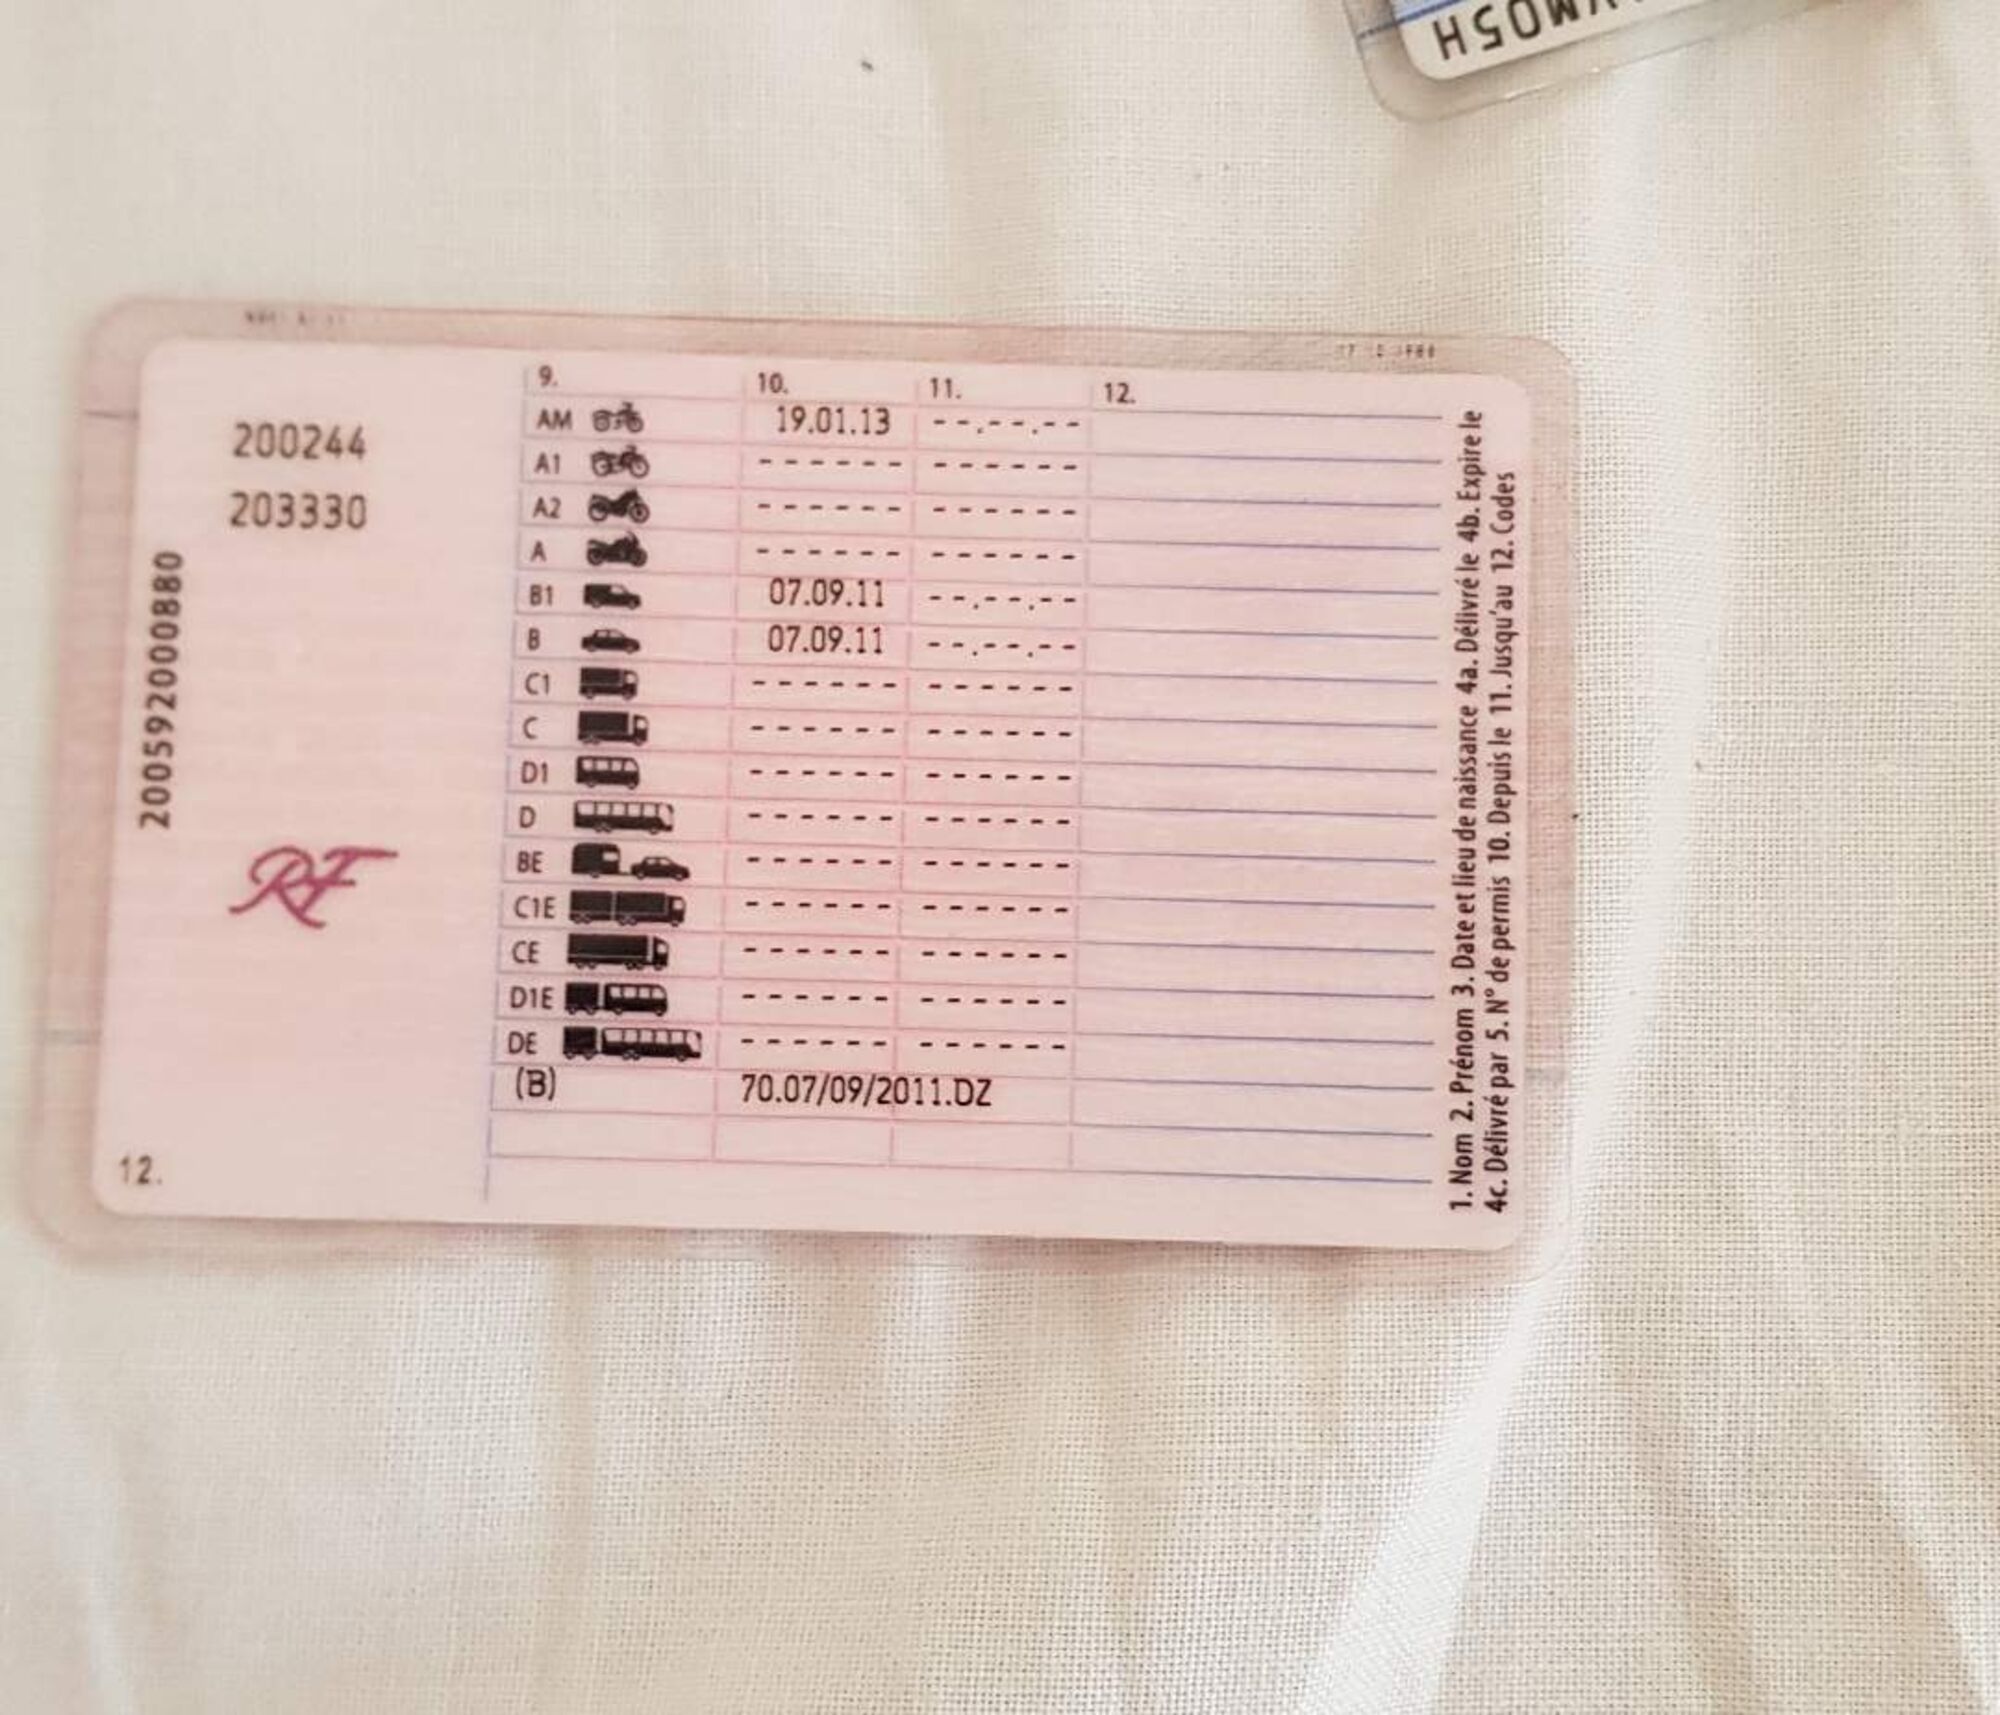 VM05H
200244
203330
2005920000880
RF
12.
9. 10. 11. 12.
AM 19.01.13 --.--.--
A1 ------ ------
A2 ------ ------
A ------ ------
B1 07.09.11 --.--.--
B 07.09.11 --.--.--
C1 ------ ------
C ------ ------
D1 ------ ------
D ------ ------
BE ------ ------
C1E ------ ------
CE ------ ------
D1E ------ ------
DE ------ ------
(B) 70.07/09/2011.DZ
1. Nom 2. Prénom 3. Date et lieu de naissance 4a. Délivré le 4b. Expire le
4c. Délivré par 5. N° de permis 10. Depuis le 11. Jusqu'au 12. Codes